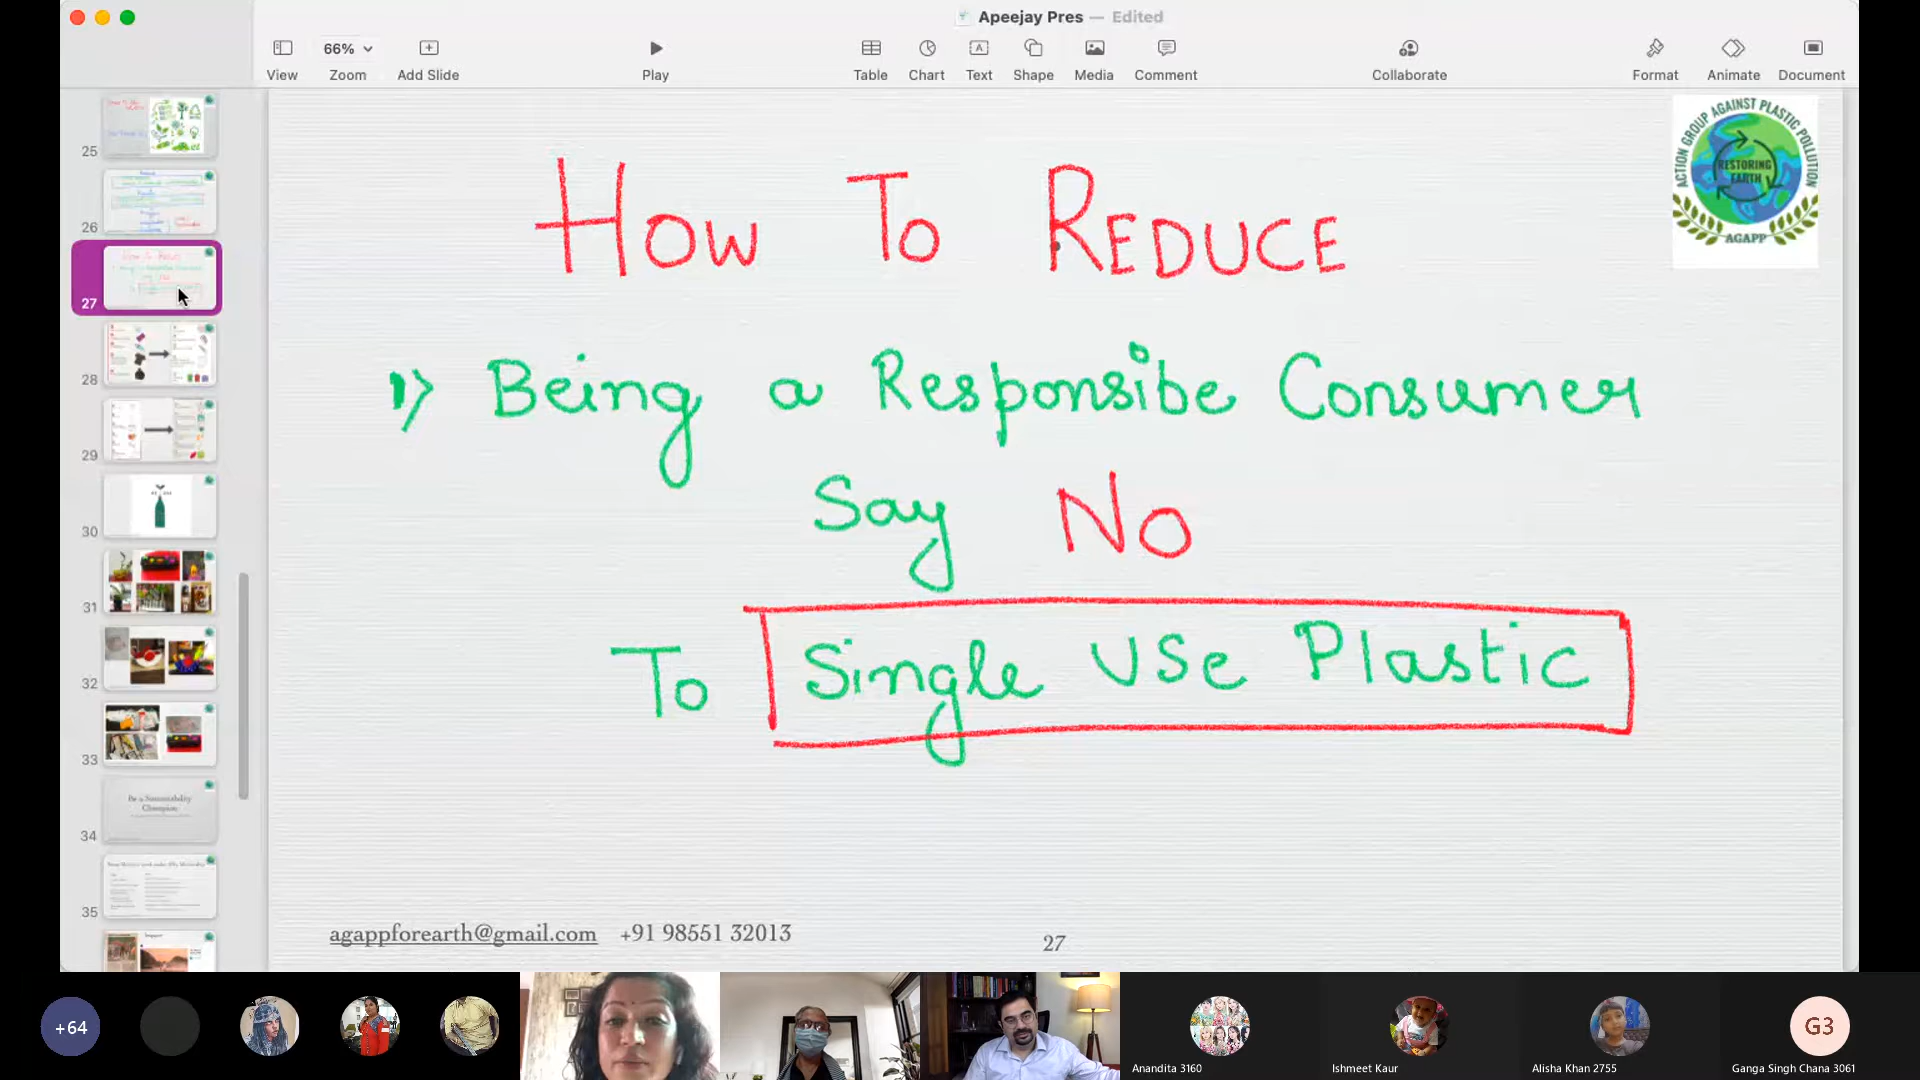 Apeejay Pres — Edited
66%
View
Zoom
Add Slide
Play
Table
Chart
Text
Shape
Media
Comment
Collaborate
Format
Animate
Document
25
26
27
28
29
30
31
32
33
34
35
Be a Sustainability
Champion
ACTION GROUP AGAINST PLASTIC POLLUTION
RESTORING
EARTH
AGAPP
How To REDUCE
1) Being a Responsibe Consumer
Say No
To Single Use Plastic
agappforearth@gmail.com +91 98551 32013
27
+64
G3
Anandita 3160
Ishmeet Kaur
Alisha Khan 2755
Ganga Singh Chana 3061